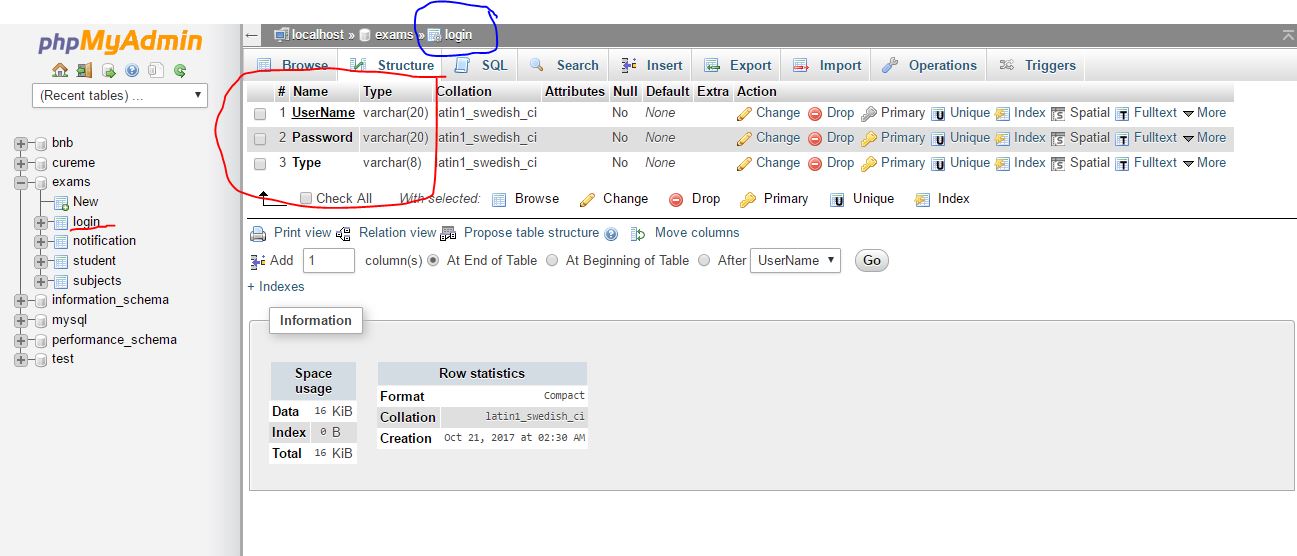 phpMyAdmin
(Recent tables) ...
bnb
cureme
exams
New
login
notification
student
subjects
information_schema
mysql
performance_schema
test
localhost » exams » login
Browse Structure SQL Search Insert Export Import Operations Triggers
# Name Type Collation Attributes Null Default Extra Action
1 UserName varchar(20) latin1_swedish_ci No None Change Drop Primary Unique Index Spatial Fulltext More
2 Password varchar(20) latin1_swedish_ci No None Change Drop Primary Unique Index Spatial Fulltext More
3 Type varchar(8) latin1_swedish_ci No None Change Drop Primary Unique Index Spatial Fulltext More
Check All With selected: Browse Change Drop Primary Unique Index
Print view Relation view Propose table structure Move columns
Add 1 column(s) At End of Table At Beginning of Table After UserName Go
+ Indexes
Information
Space usage
Data 16 KiB
Index 0 B
Total 16 KiB
Row statistics
Format Compact
Collation latin1_swedish_ci
Creation Oct 21, 2017 at 02:30 AM